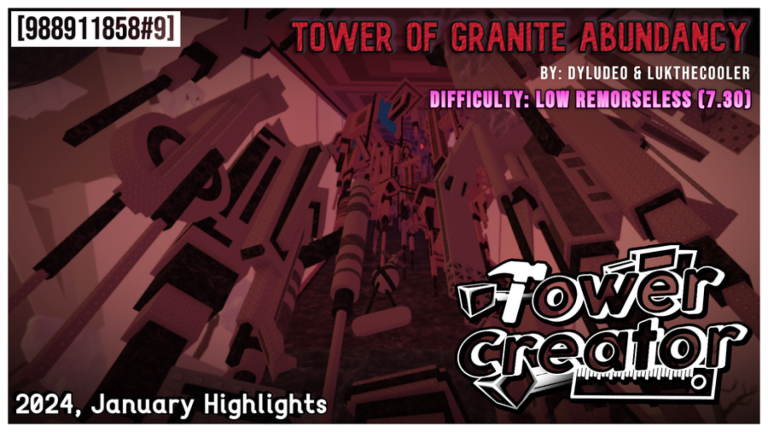 [988911858#9]
TOWER OF GRANITE ABUNDANCY
BY: DYLUDEO & LUKTHECOOLER
DIFFICULTY: LOW REMORSELESS (7.30)
Tower
creator
2024, January Highlights